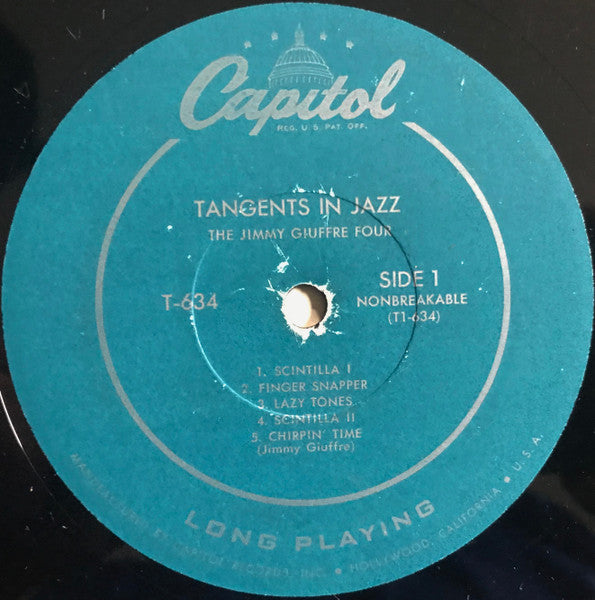 Capitol
REG. U.S. PAT. OFF.
TANGENTS IN JAZZ
THE JIMMY GIUFFRE FOUR
T-634
SIDE 1
NONBREAKABLE
(T1-634)
1. SCINTILLA I
2. FINGER SNAPPER
3. LAZY TONES
4. SCINTILLA II
5. CHIRPIN' TIME
(Jimmy Giuffre)
LONG PLAYING
MANUFACTURED BY CAPITOL RECORDS, INC. • HOLLYWOOD, CALIFORNIA • U.S.A.